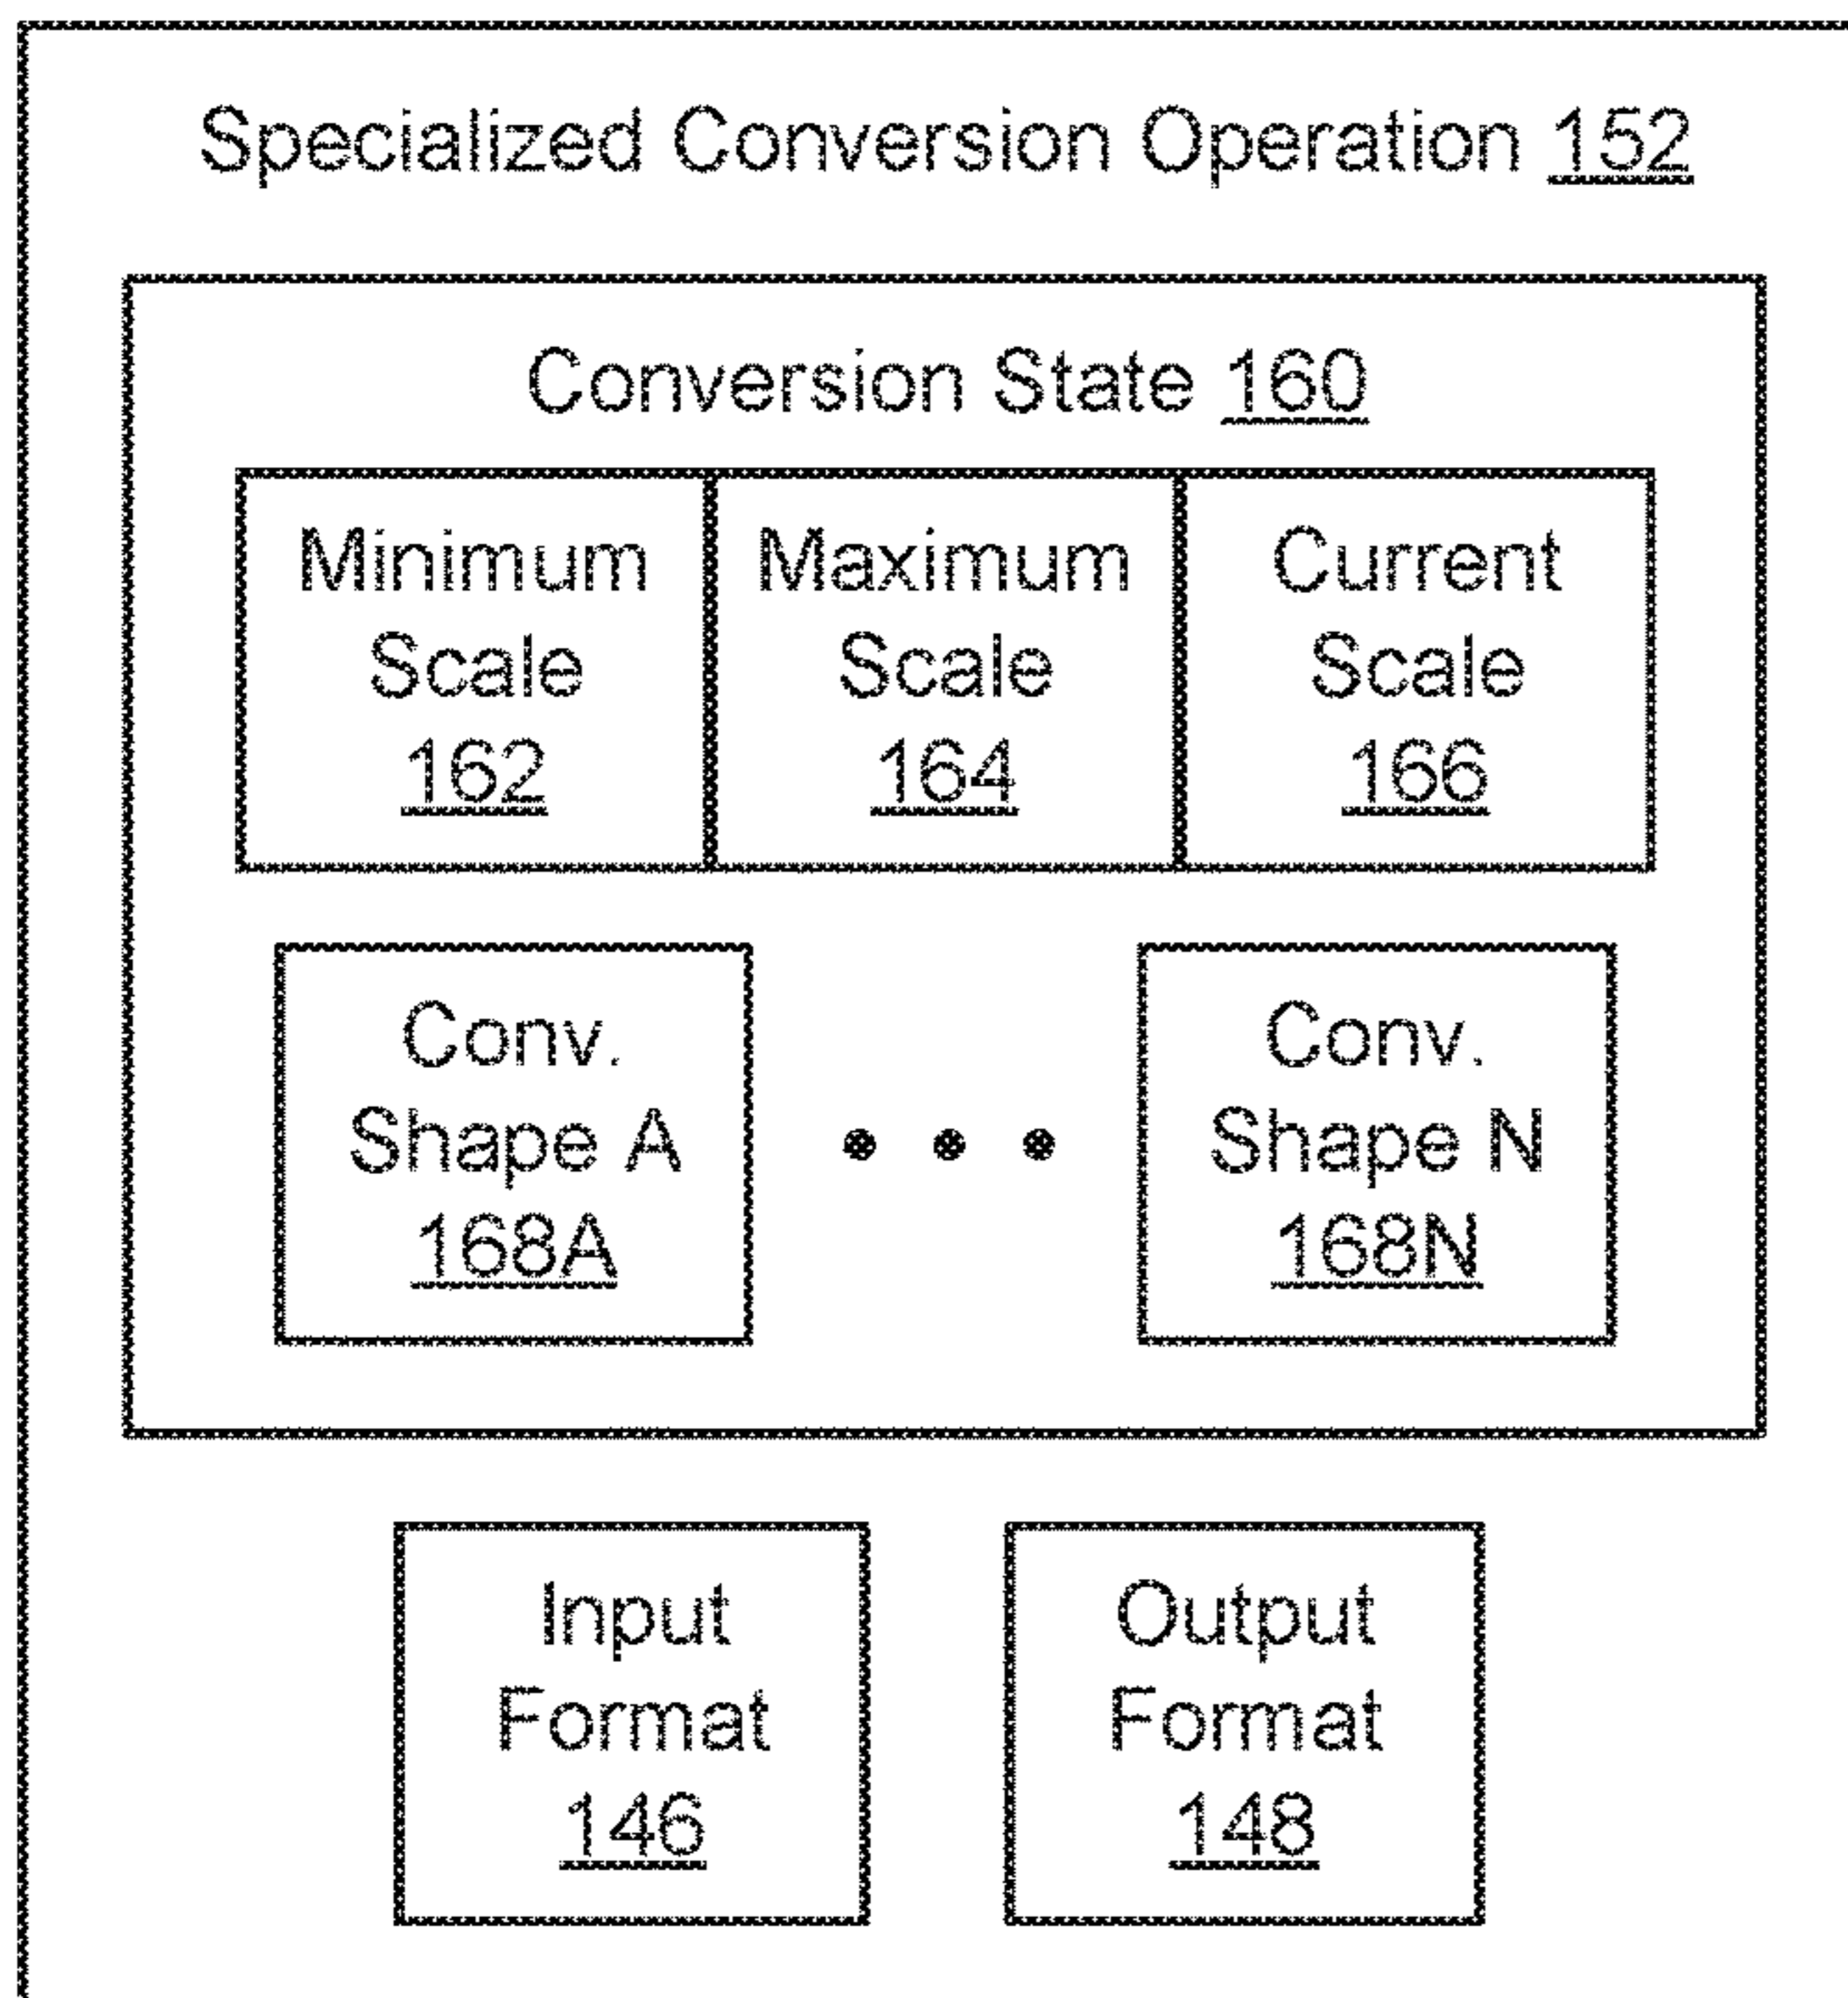 Specialized Conversion Operation 152
Conversion State 160
Minimum
Scale
162
Maximum
Scale
164
Current
Scale
166
Conv.
Shape A
168A
Conv.
Shape N
168N
Input
Format
146
Output
Format
148